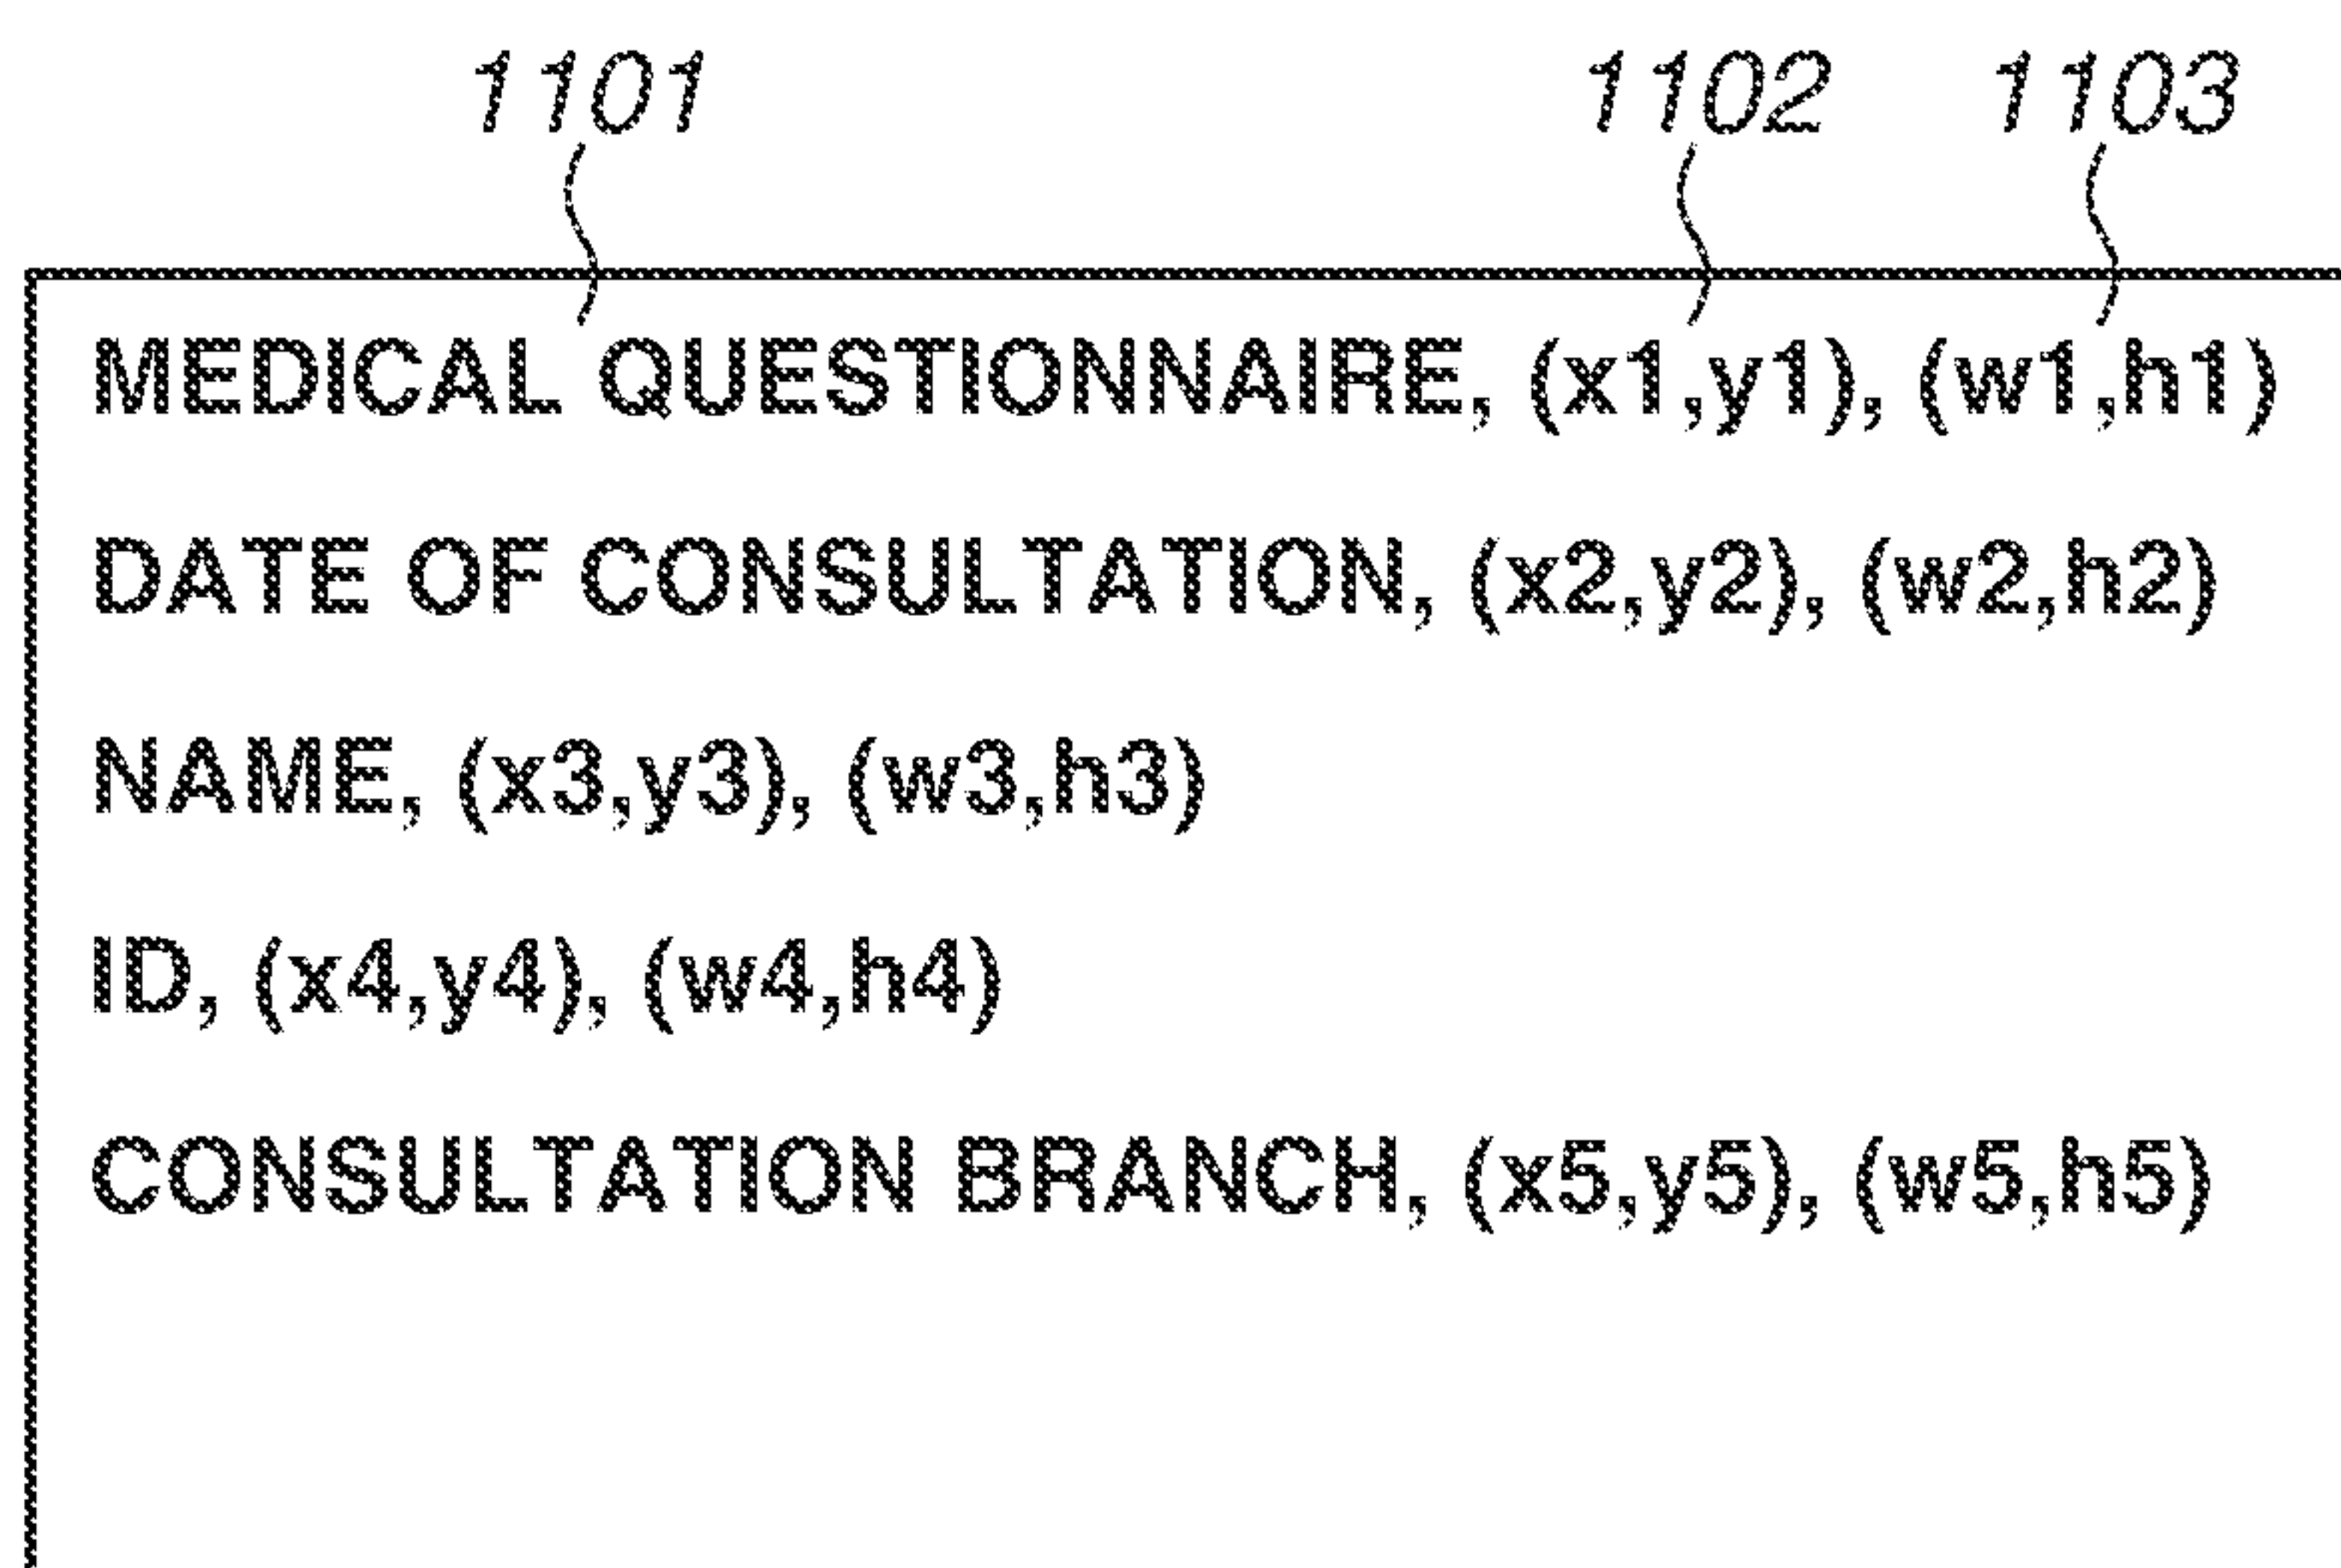 1101 1102 1103
MEDICAL QUESTIONNAIRE, (x1,y1), (w1,h1)
DATE OF CONSULTATION, (x2,y2), (w2,h2)
NAME, (x3,y3), (w3,h3)
ID, (x4,y4), (w4,h4)
CONSULTATION BRANCH, (x5,y5), (w5,h5)